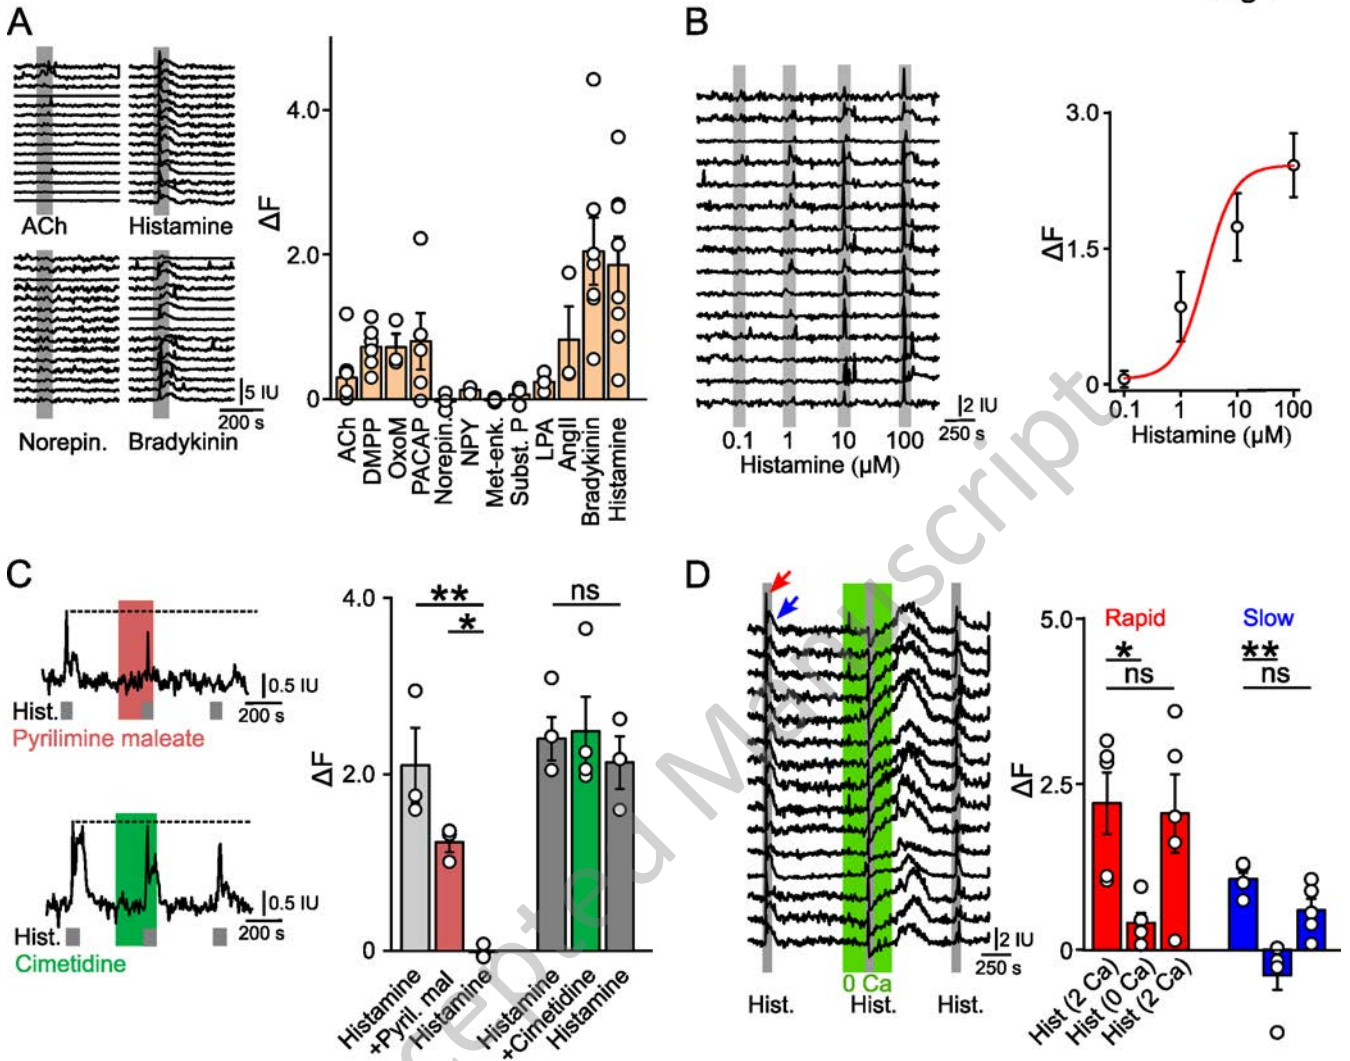 A
ACh
Histamine
Norepin.
Bradykinin
5 IU
200 s
ΔF
4.0
2.0
0
ACh
DMPP
OxoM
PACAP
Norepin.
NPY
Met-enk.
Subst. P
LPA
AngII
Bradykinin
Histamine
B
0.1 1 10 100
Histamine (µM)
2 IU
250 s
ΔF
3.0
1.5
0
0.1 1 10 100
Histamine (µM)
C
0.5 IU
200 s
Hist.
Pyrilimine maleate
0.5 IU
200 s
Hist.
Cimetidine
ΔF
4.0
2.0
0
**
*
ns
Histamine
+Pyril. mal
Histamine
Histamine
+Cimetidine
Histamine
D
0 Ca
Hist. Hist. Hist.
2 IU
250 s
ΔF
5.0
2.5
0
Rapid
Slow
*
ns
**
ns
Hist (2 Ca)
Hist (0 Ca)
Hist (2 Ca)
cepted Manuscript